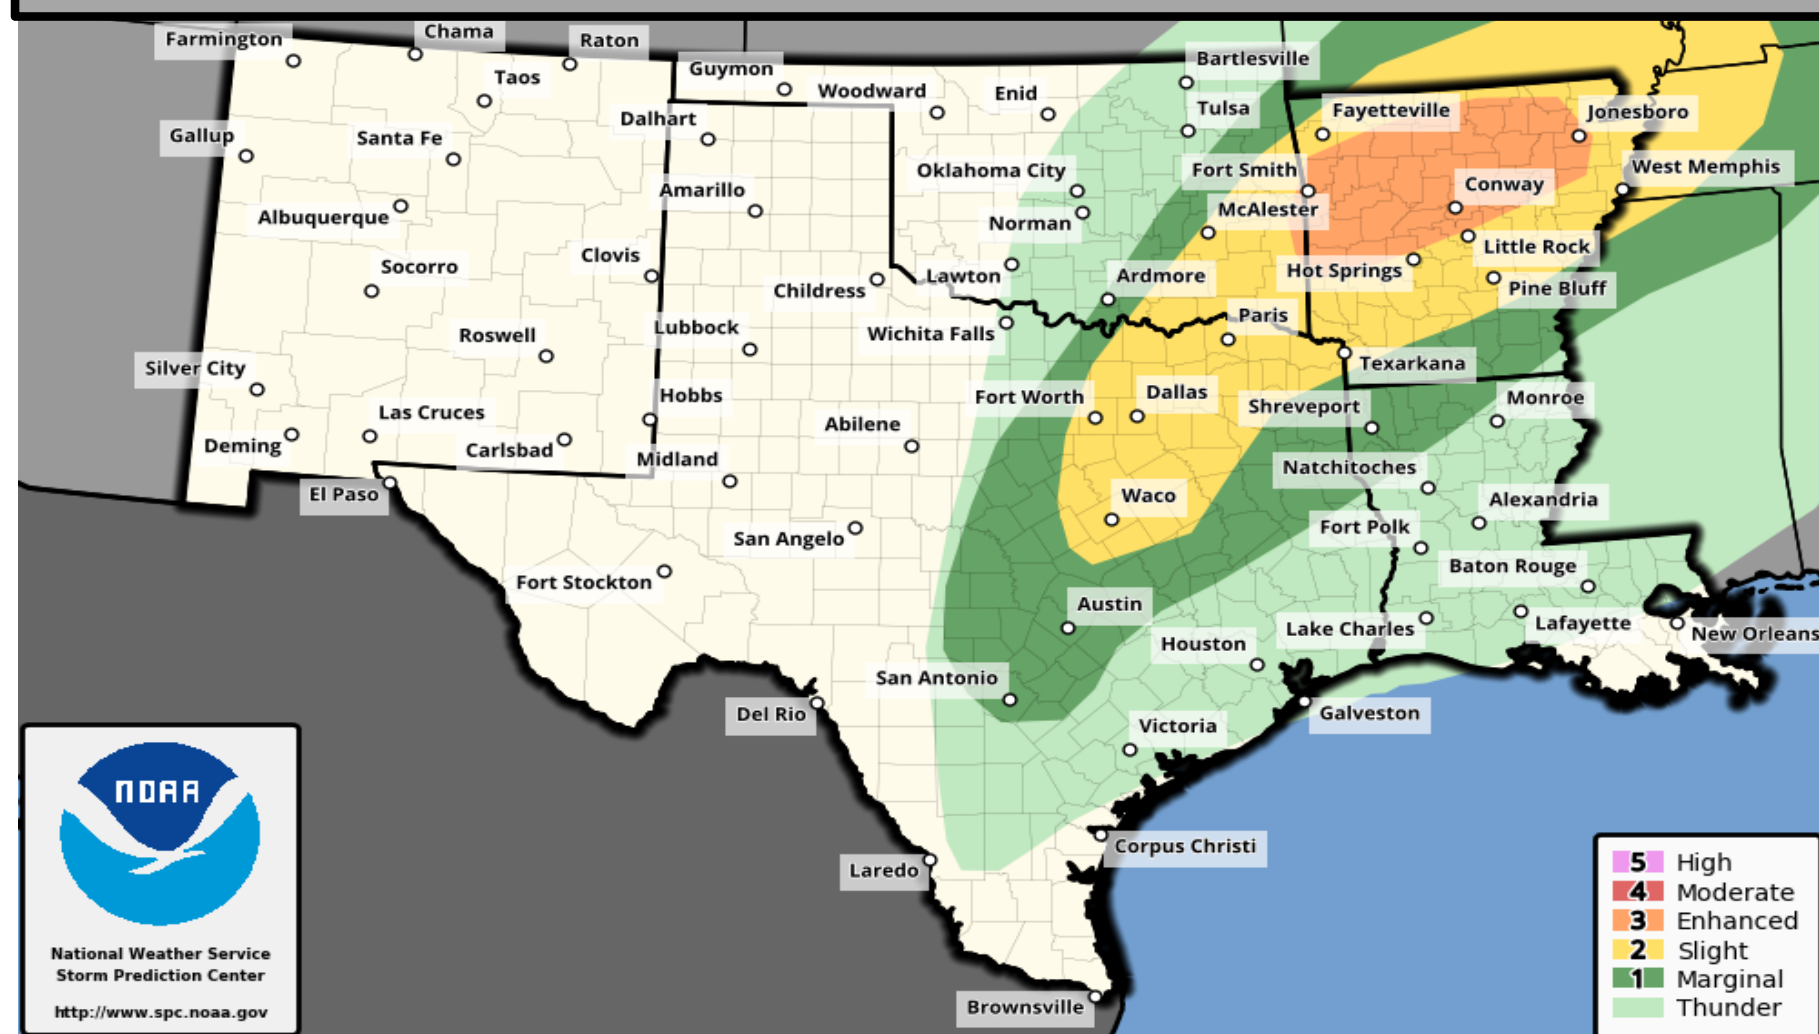 Farmington
Chama
Raton
Taos
Guymon
Woodward
Enid
Bartlesville
Tulsa
Fayetteville
Jonesboro
Gallup
Santa Fe
Dalhart
Oklahoma City
Fort Smith
Conway
West Memphis
Albuquerque
Amarillo
Norman
McAlester
Little Rock
Socorro
Clovis
Childress
Lawton
Ardmore
Hot Springs
Pine Bluff
Roswell
Lubbock
Wichita Falls
Paris
Texarkana
Silver City
Las Cruces
Hobbs
Abilene
Fort Worth
Dallas
Shreveport
Monroe
Deming
Carlsbad
Midland
Natchitoches
El Paso
San Angelo
Waco
Fort Polk
Alexandria
Fort Stockton
Baton Rouge
Austin
Houston
Lake Charles
Lafayette
New Orleans
San Antonio
Del Rio
Victoria
Galveston
Laredo
Corpus Christi
Brownsville
NOAA
National Weather Service
Storm Prediction Center
http://www.spc.noaa.gov
5 High
4 Moderate
3 Enhanced
2 Slight
1 Marginal
Thunder